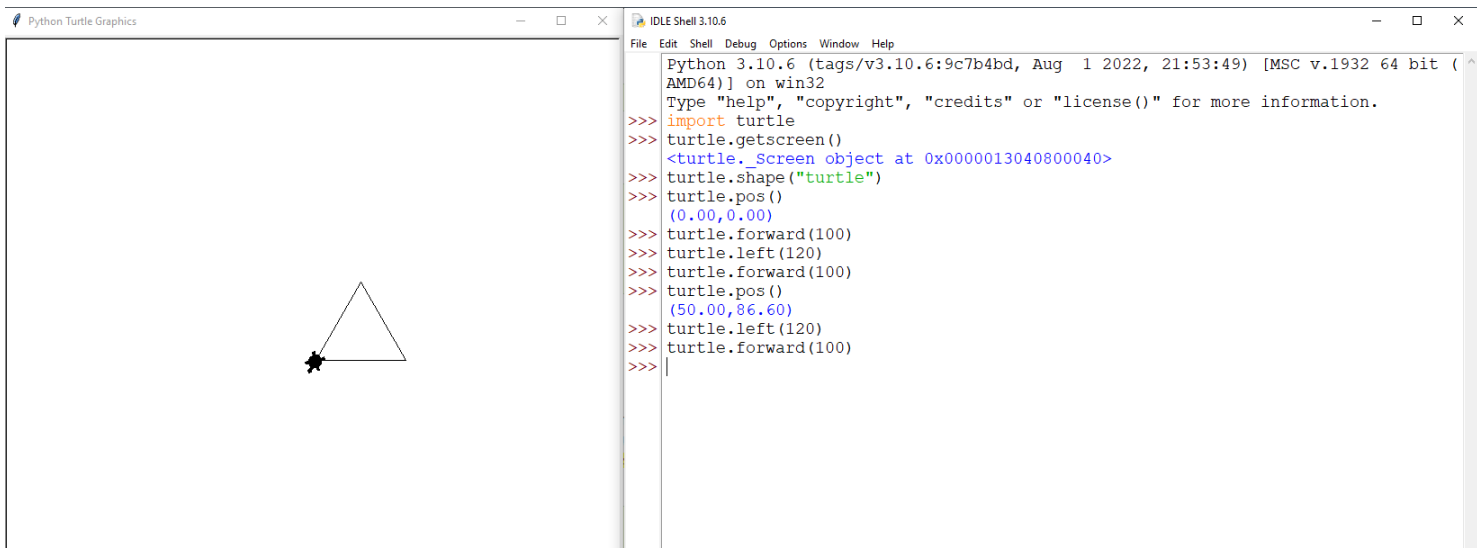 Python Turtle Graphics
IDLE Shell 3.10.6
File Edit Shell Debug Options Window Help
Python 3.10.6 (tags/v3.10.6:9c7b4bd, Aug  1 2022, 21:53:49) [MSC v.1932 64 bit (
AMD64)] on win32
Type "help", "copyright", "credits" or "license()" for more information.
>>> import turtle
>>> turtle.getscreen()
<turtle._Screen object at 0x0000013040800040>
>>> turtle.shape("turtle")
>>> turtle.pos()
(0.00,0.00)
>>> turtle.forward(100)
>>> turtle.left(120)
>>> turtle.forward(100)
>>> turtle.pos()
(50.00,86.60)
>>> turtle.left(120)
>>> turtle.forward(100)
>>>